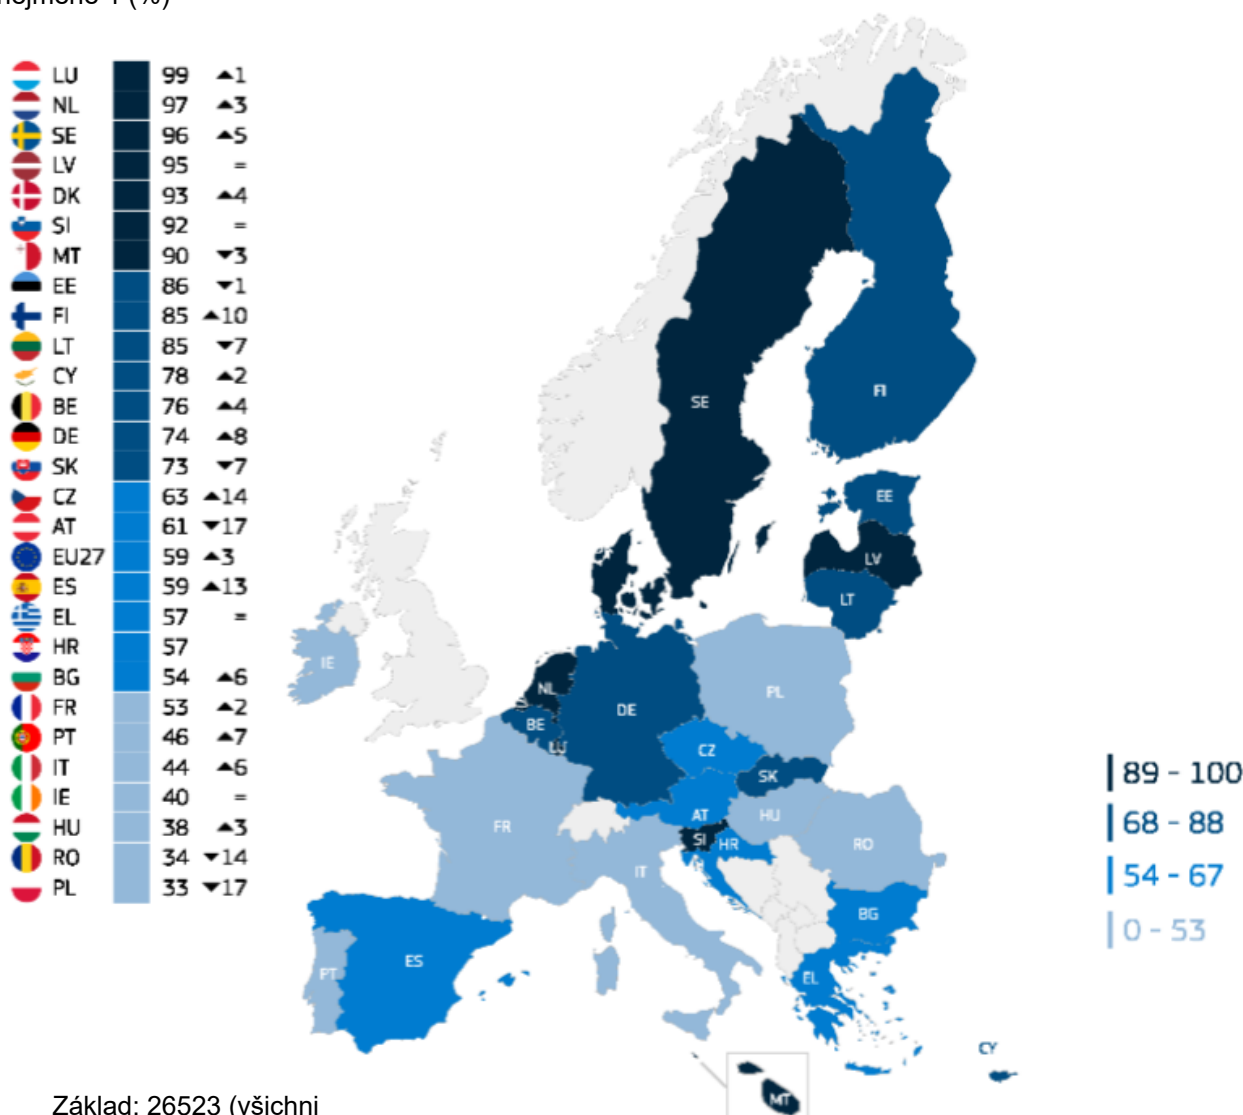 LU 99 ▲1
NL 97 ▲3
SE 96 ▲5
LV 95 =
DK 93 ▲4
SI 92 =
MT 90 ▼3
EE 86 ▼1
FI 85 ▲10
LT 85 ▼7
CY 78 ▲2
BE 76 ▲4
DE 74 ▲8
SK 73 ▼7
CZ 63 ▲14
AT 61 ▼17
EU27 59 ▲3
ES 59 ▲13
EL 57 =
HR 57
BG 54 ▲6
FR 53 ▲2
PT 46 ▲7
IT 44 ▲6
IE 40 =
HU 38 ▲3
RO 34 ▼14
PL 33 ▼17
SE
FI
EE
LV
LT
IE
NL
BE
LU
DE
PL
CZ
SK
AT
HU
SI
HR
RO
FR
IT
BG
ES
PT
EL
CY
MT
89 - 100
68 - 88
54 - 67
0 - 53
Základ: 26523 (všichni